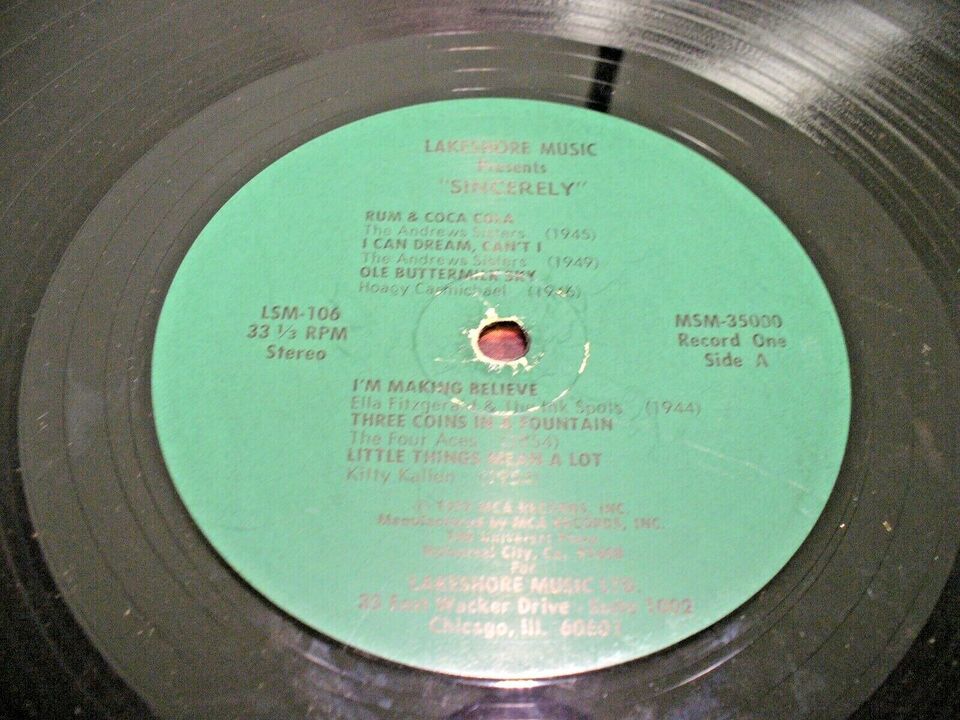 LAKESHORE MUSIC
Presents
"SINCERELY"
RUM & COCA COLA
The Andrews Sisters (1945)
I CAN DREAM, CAN'T I
The Andrews Sisters (1949)
OLE BUTTERMILK SKY
Hoagy Carmichael (1946)
LSM-106
33 1/3 RPM
Stereo
MSM-35000
Record One
Side A
I'M MAKING BELIEVE
Ella Fitzgerald & The Ink Spots (1944)
THREE COINS IN A FOUNTAIN
The Four Aces (1954)
LITTLE THINGS MEAN A LOT
Kitty Kallen (1954)
MCA RECORDS, INC.
Manufactured by MCA RECORDS, INC.
Universal City, Ca.
For
LAKESHORE MUSIC LTD.
33 East Wacker Drive - Suite 1002
Chicago, Ill. 60601